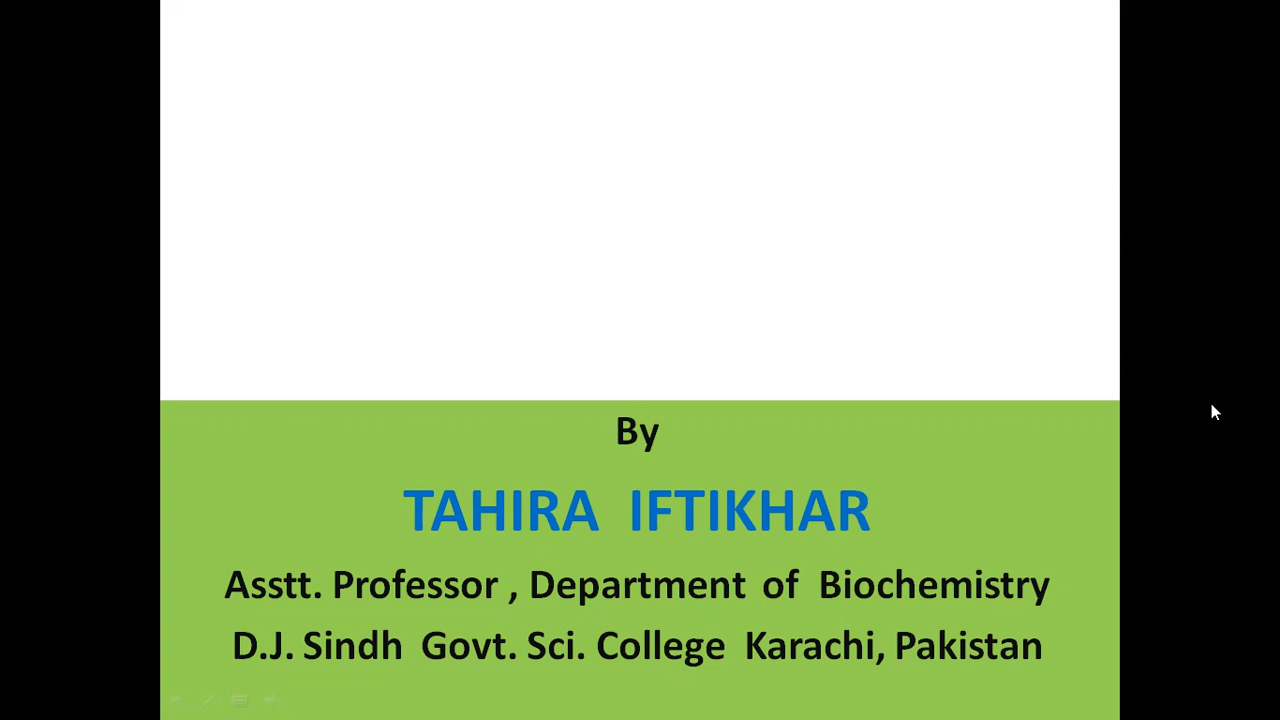 By
TAHIRA IFTIKHAR
Asstt. Professor , Department of Biochemistry
D.J. Sindh Govt. Sci. College Karachi, Pakistan